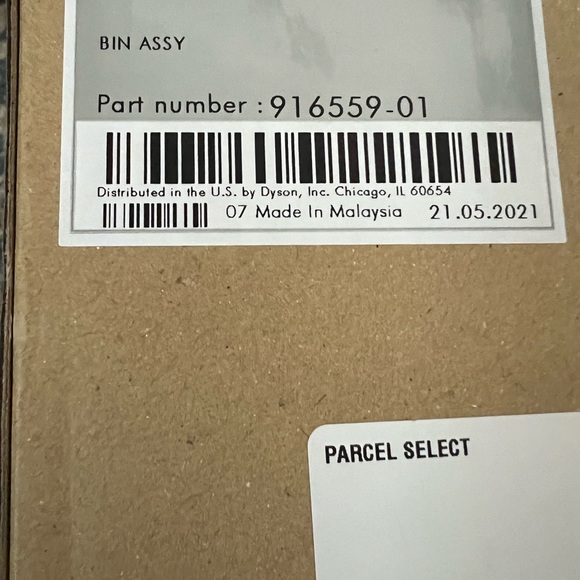 BIN ASSY
Part number : 916559-01
Distributed in the U.S. by Dyson, Inc. Chicago, IL 60654
07 Made In Malaysia 21.05.2021
PARCEL SELECT